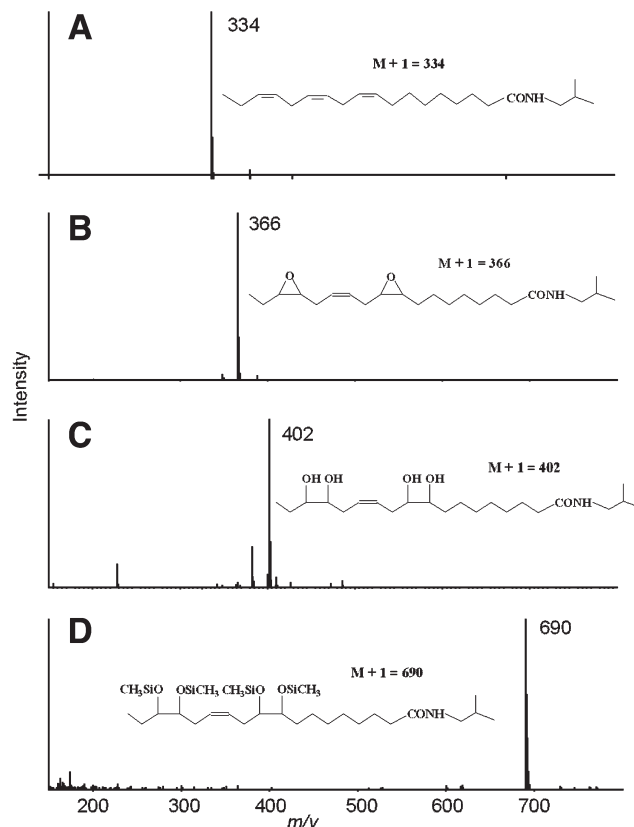 A
334
M + 1 = 334
CONH
B
366
M + 1 = 366
O
O
CONH
Intensity
C
402
M + 1 = 402
OH OH
OH OH
CONH
D
690
M + 1 = 690
CH3SiO OSiCH3 CH3SiO OSiCH3
CONH
200 300 400 500 600 700
m/v